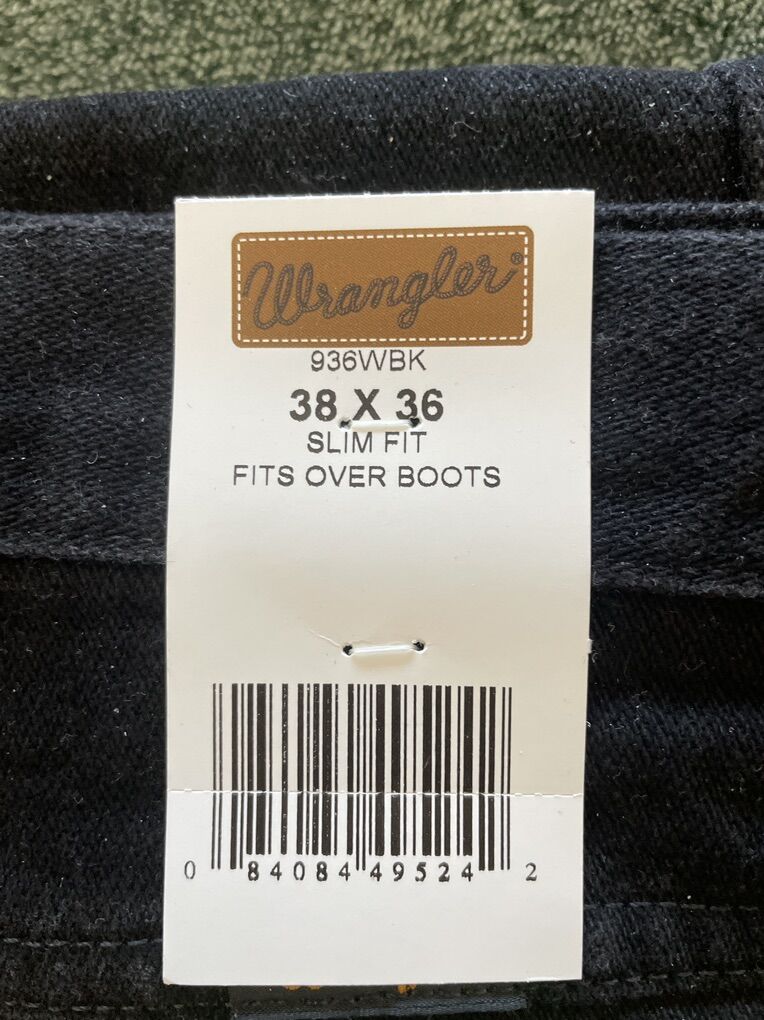 Wrangler®
936WBK
38 X 36
SLIM FIT
FITS OVER BOOTS
0 84084 49524 2